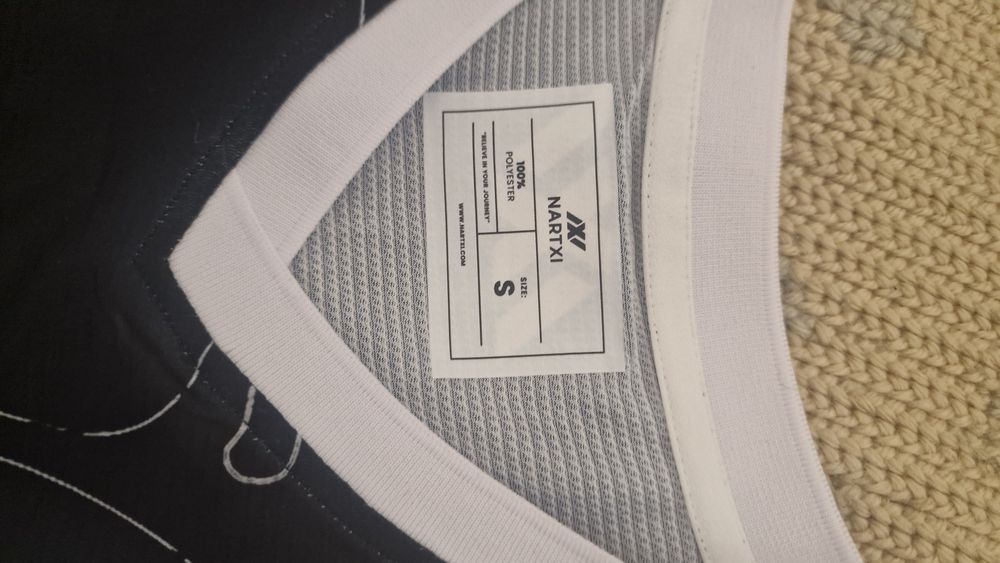 NARTXI
100%
POLYESTER
SIZE:
S
"BELIEVE IN YOUR JOURNEY"
WWW.NARTXI.COM